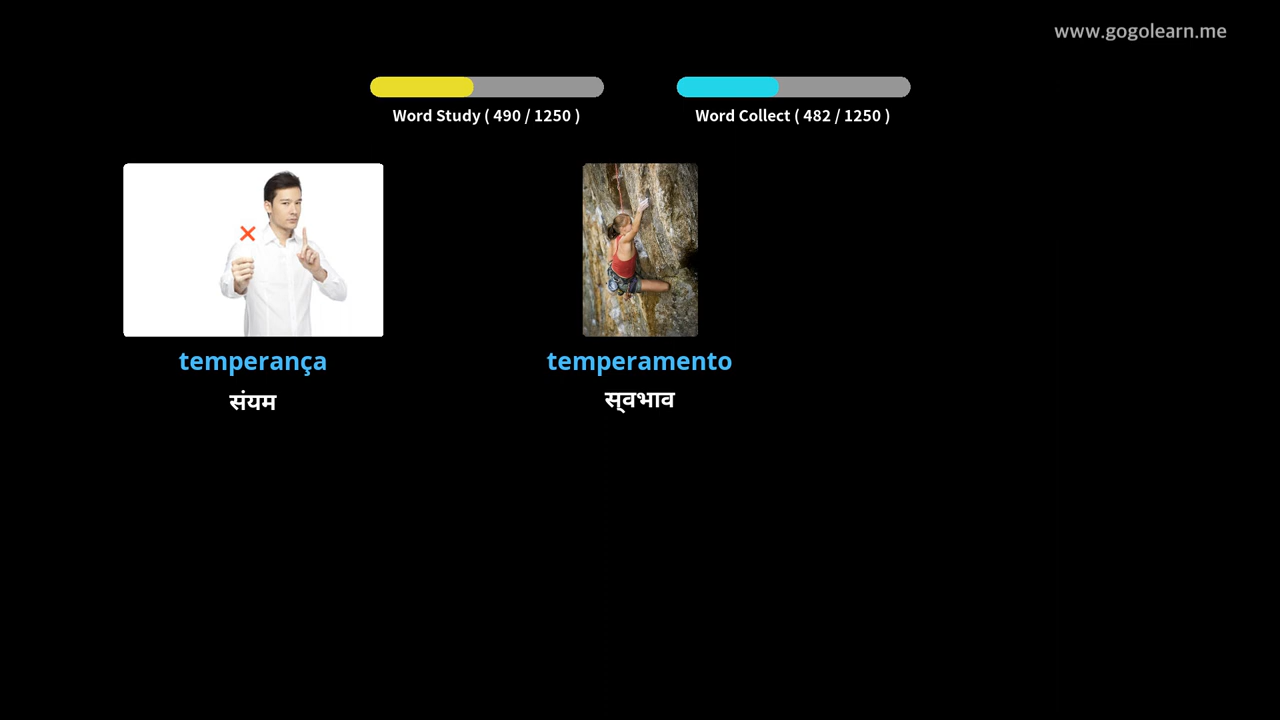 www.gogolearn.me
Word Study ( 490 / 1250 )
Word Collect ( 482 / 1250 )
temperança
संयम
temperamento
स्वभाव